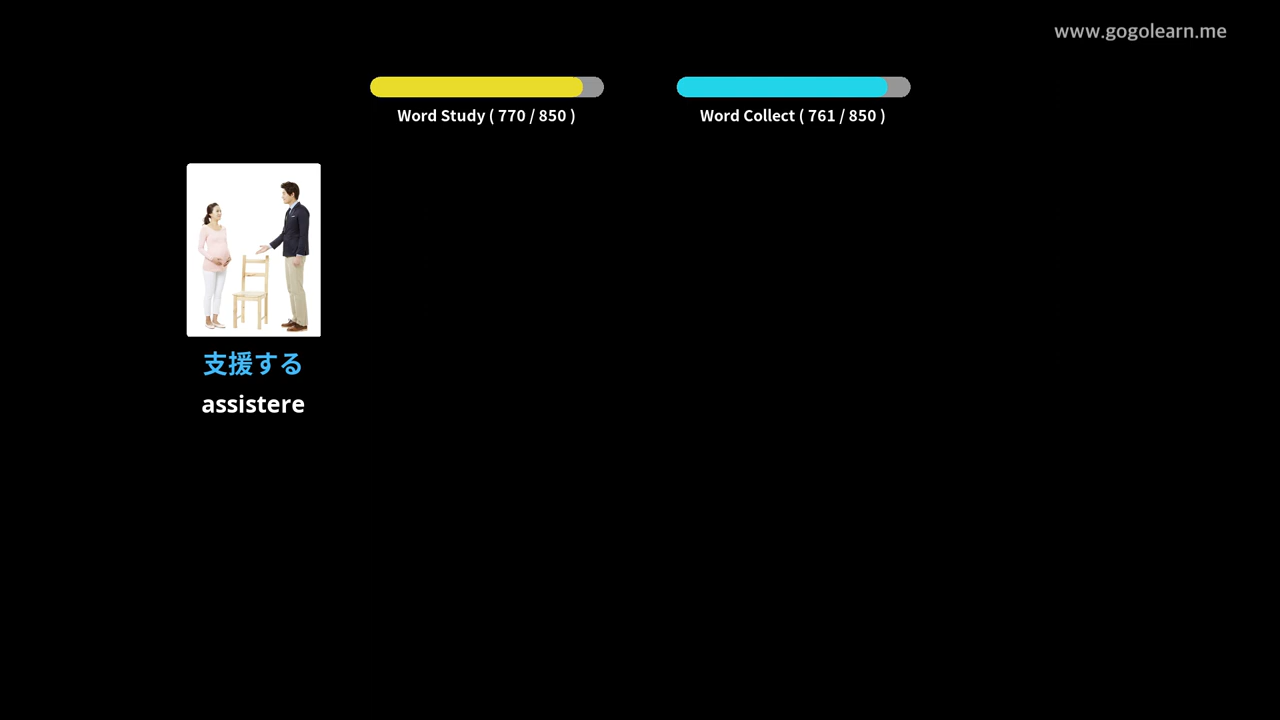 www.gogolearn.me
Word Study ( 770 / 850 )
Word Collect ( 761 / 850 )
支援する
assistere